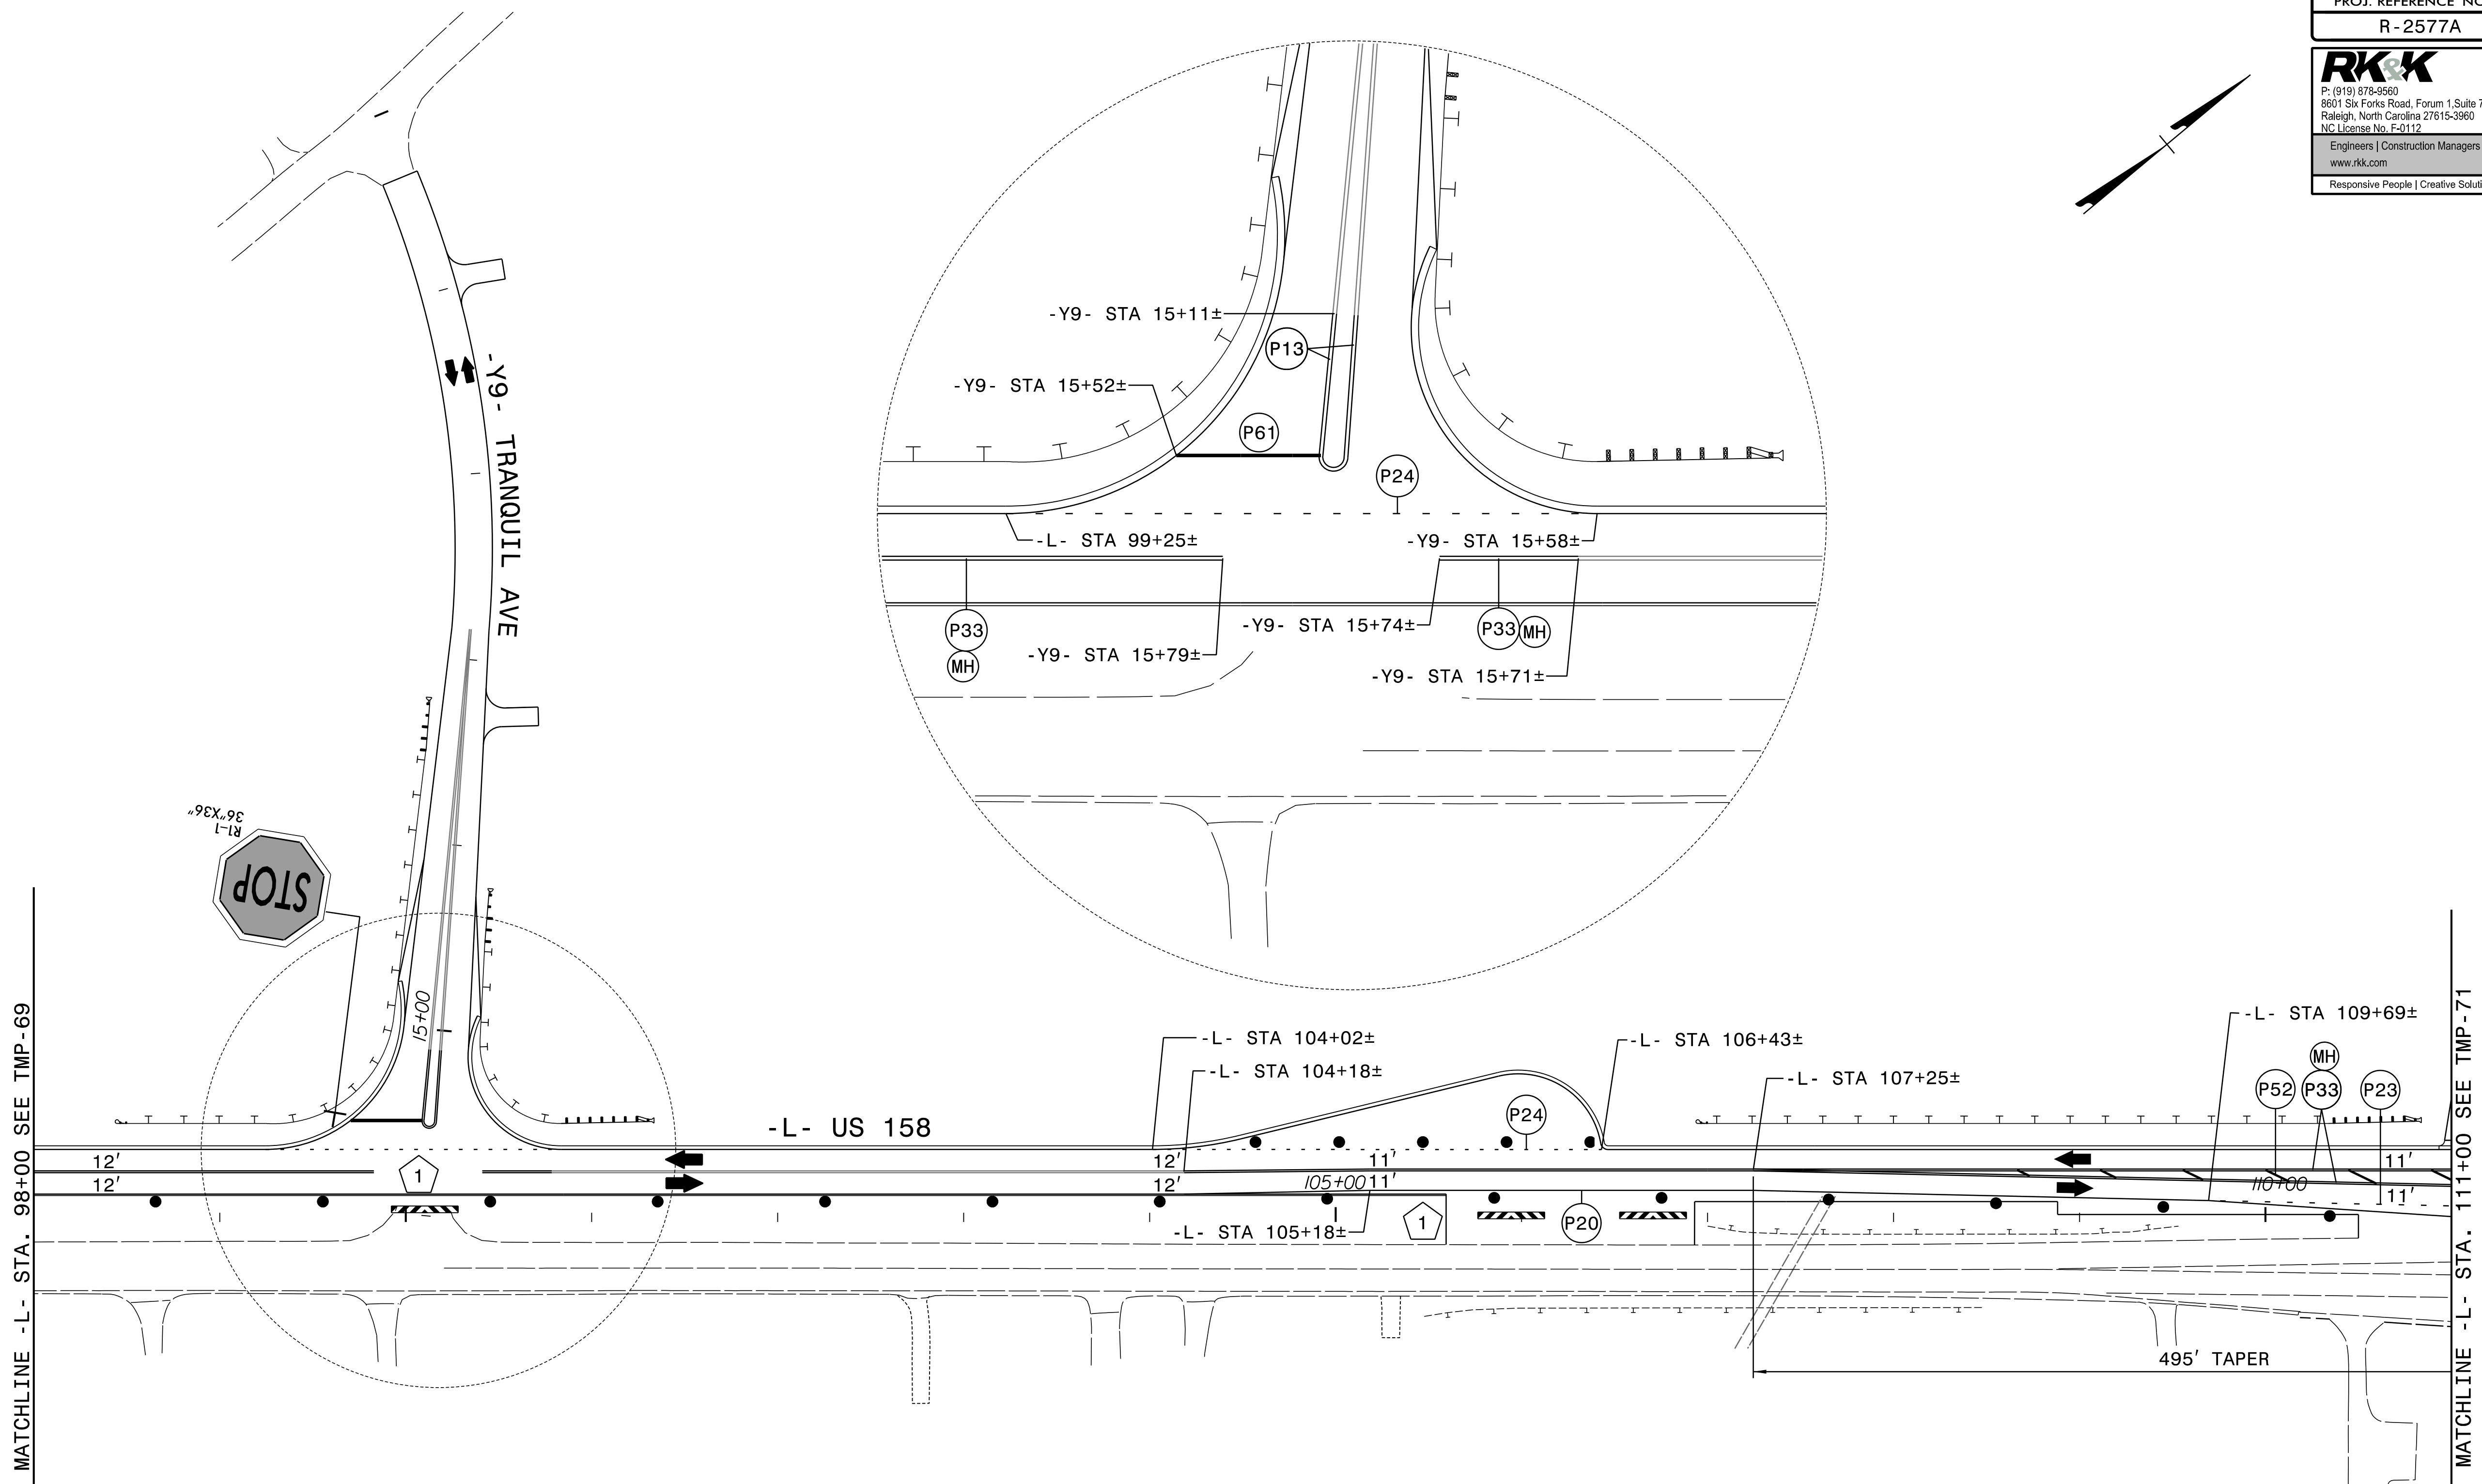 PROJ. REFERENCE NO
R-2577A
RK&K
P: (919) 878-9560
8601 Six Forks Road, Forum 1,Suite 7
Raleigh, North Carolina 27615-3960
NC License No. F-0112
Engineers | Construction Managers
www.rkk.com
Responsive People | Creative Soluti
-Y9- TRANQUIL AVE
-Y9- STA 15+11±
P13
-Y9- STA 15+52±
P61
P24
-L- STA 99+25±
-Y9- STA 15+58±
P33
MH
-Y9- STA 15+79±
-Y9- STA 15+74±
P33
MH
-Y9- STA 15+71±
R1-1
36"X36"
STOP
15+00
MATCHLINE -L- STA. 98+00 SEE TMP-69
12'
12'
1
-L- US 158
-L- STA 104+02±
-L- STA 104+18±
12'
12'
11'
105+00
11'
-L- STA 105+18±
1
P24
P20
-L- STA 106+43±
-L- STA 107+25±
-L- STA 109+69±
MH
P52
P33
P23
11'
110+00
11'
495' TAPER
MATCHLINE -L- STA. 111+00 SEE TMP-71